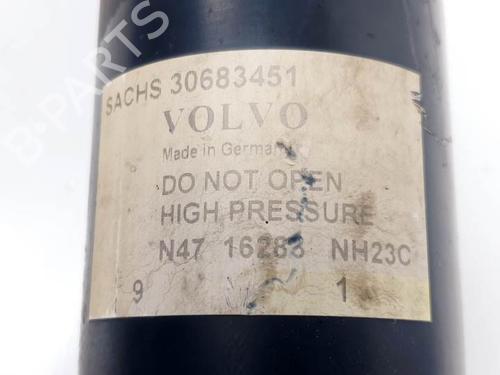 SACHS 30683451
VOLVO
Made in Germany
DO NOT OPEN
HIGH PRESSURE
N47 16283 NH23C
9 1
B-PARTS